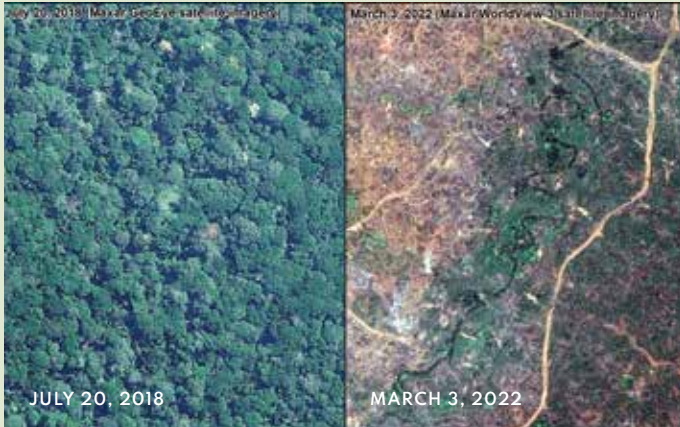 July 20, 2018 (Maxar GeoEye satellite imagery)
March 3, 2022 (Maxar WorldView-3 satellite imagery)
JULY 20, 2018
MARCH 3, 2022